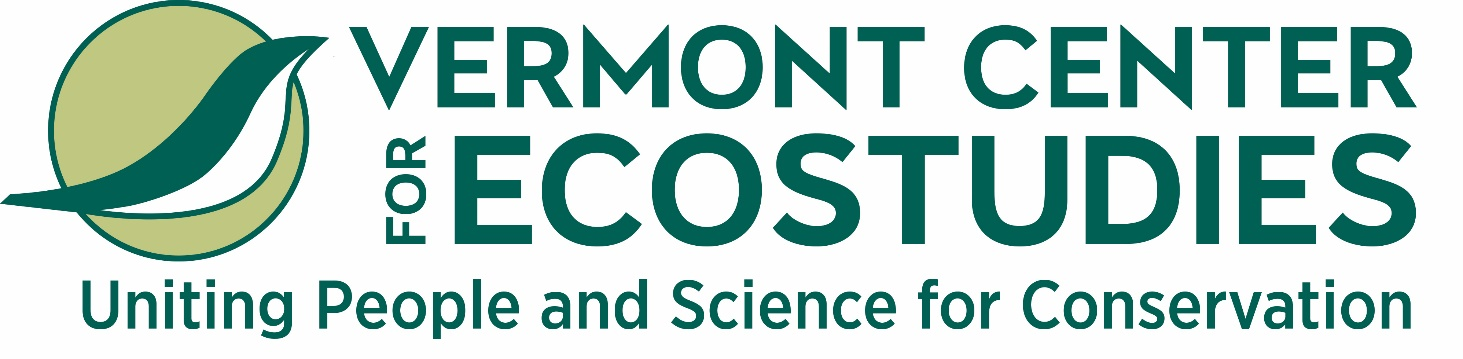 VERMONT CENTER
FOR ECOSTUDIES
Uniting People and Science for Conservation